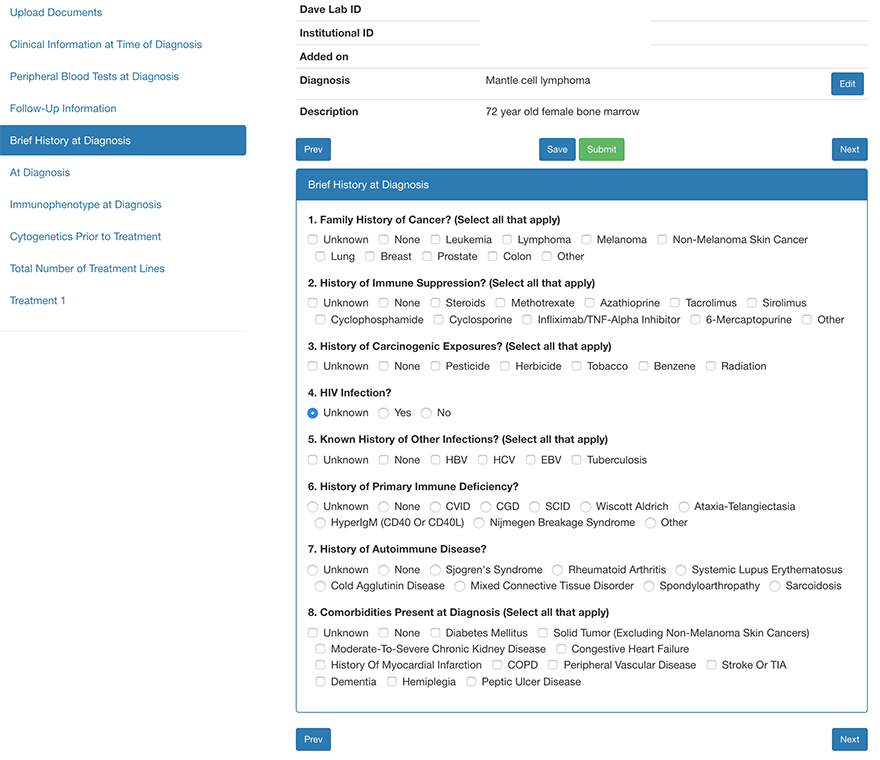 Upload Documents
Clinical Information at Time of Diagnosis
Peripheral Blood Tests at Diagnosis
Follow-Up Information
Brief History at Diagnosis
At Diagnosis
Immunophenotype at Diagnosis
Cytogenetics Prior to Treatment
Total Number of Treatment Lines
Treatment 1
Dave Lab ID
Institutional ID
Added on
Diagnosis Mantle cell lymphoma Edit
Description 72 year old female bone marrow
Prev Save Submit Next
Brief History at Diagnosis
1. Family History of Cancer? (Select all that apply)
Unknown None Leukemia Lymphoma Melanoma Non-Melanoma Skin Cancer
Lung Breast Prostate Colon Other
2. History of Immune Suppression? (Select all that apply)
Unknown None Steroids Methotrexate Azathioprine Tacrolimus Sirolimus
Cyclophosphamide Cyclosporine Infliximab/TNF-Alpha Inhibitor 6-Mercaptopurine Other
3. History of Carcinogenic Exposures? (Select all that apply)
Unknown None Pesticide Herbicide Tobacco Benzene Radiation
4. HIV Infection?
Unknown Yes No
5. Known History of Other Infections? (Select all that apply)
Unknown None HBV HCV EBV Tuberculosis
6. History of Primary Immune Deficiency?
Unknown None CVID CGD SCID Wiscott Aldrich Ataxia-Telangiectasia
HyperIgM (CD40 Or CD40L) Nijmegen Breakage Syndrome Other
7. History of Autoimmune Disease?
Unknown None Sjogren's Syndrome Rheumatoid Arthritis Systemic Lupus Erythematosus
Cold Agglutinin Disease Mixed Connective Tissue Disorder Spondyloarthropathy Sarcoidosis
8. Comorbidities Present at Diagnosis (Select all that apply)
Unknown None Diabetes Mellitus Solid Tumor (Excluding Non-Melanoma Skin Cancers)
Moderate-To-Severe Chronic Kidney Disease Congestive Heart Failure
History Of Myocardial Infarction COPD Peripheral Vascular Disease Stroke Or TIA
Dementia Hemiplegia Peptic Ulcer Disease
Prev Next